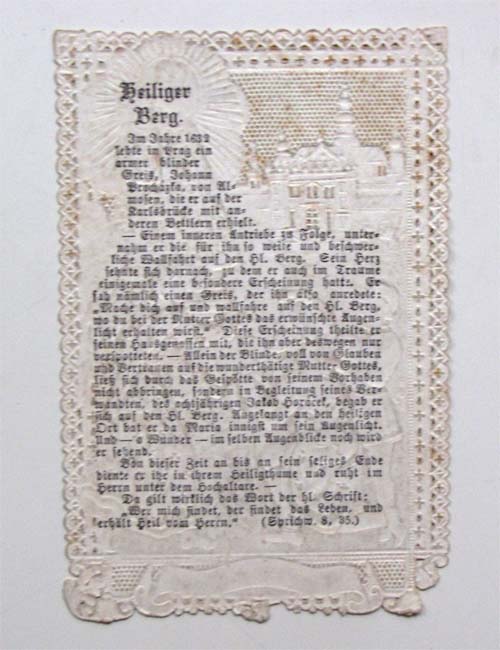 Heiliger
Berg.
Im Jahre 1632
lebte in Prag ein
armer blinder
Greis, Johann
Prochazka, von Al-
mosen, die er auf der
Karlsbrücke mit an-
deren Bettlern erhielt.
— Einem inneren Antriebe zu Folge, unter-
nahm er die für ihn so weite und beschwer-
liche Wallfahrt auf den Hl. Berg. Sein Herz
sehnte sich darnach, zu dem er auch im Traume
einigemale eine besondere Erscheinung hatte. Er
sah nämlich einen Greis, der ihn also anredete:
„Mache dich auf und wallfahre auf den Hl. Berg,
wo du bei der Mutter Gottes das erwünschte Augen-
licht erhalten wirst.“ Diese Erscheinung theilte er
seinen Hausgenossen mit, die ihn aber deswegen nur
verspotteten. — Allein der Blinde, voll von Glauben
und Vertrauen auf die wunderthätige Mutter Gottes,
ließ sich durch das Gespötte von seinem Vorhaben
nicht abbringen, sondern in Begleitung seines Ver-
wandten, des achtjährigen Jakob Horáček, begab er
sich auf den Hl. Berg. Angelangt an den heiligen
Ort bat er da Maria innigst um sein Augenlicht.
Und — o Wunder — im selben Augenblicke noch wird
er sehend.
Von dieser Zeit an bis an sein seliges Ende
diente er ihr in ihrem Heiligthume und ruht im
Herrn unter dem Hochaltare. —
Da gilt wirklich das Wort der hl. Schrift:
„Wer mich findet, der findet das Leben, und
erhält Heil vom Herrn.“ (Sprichw. 8, 35.)